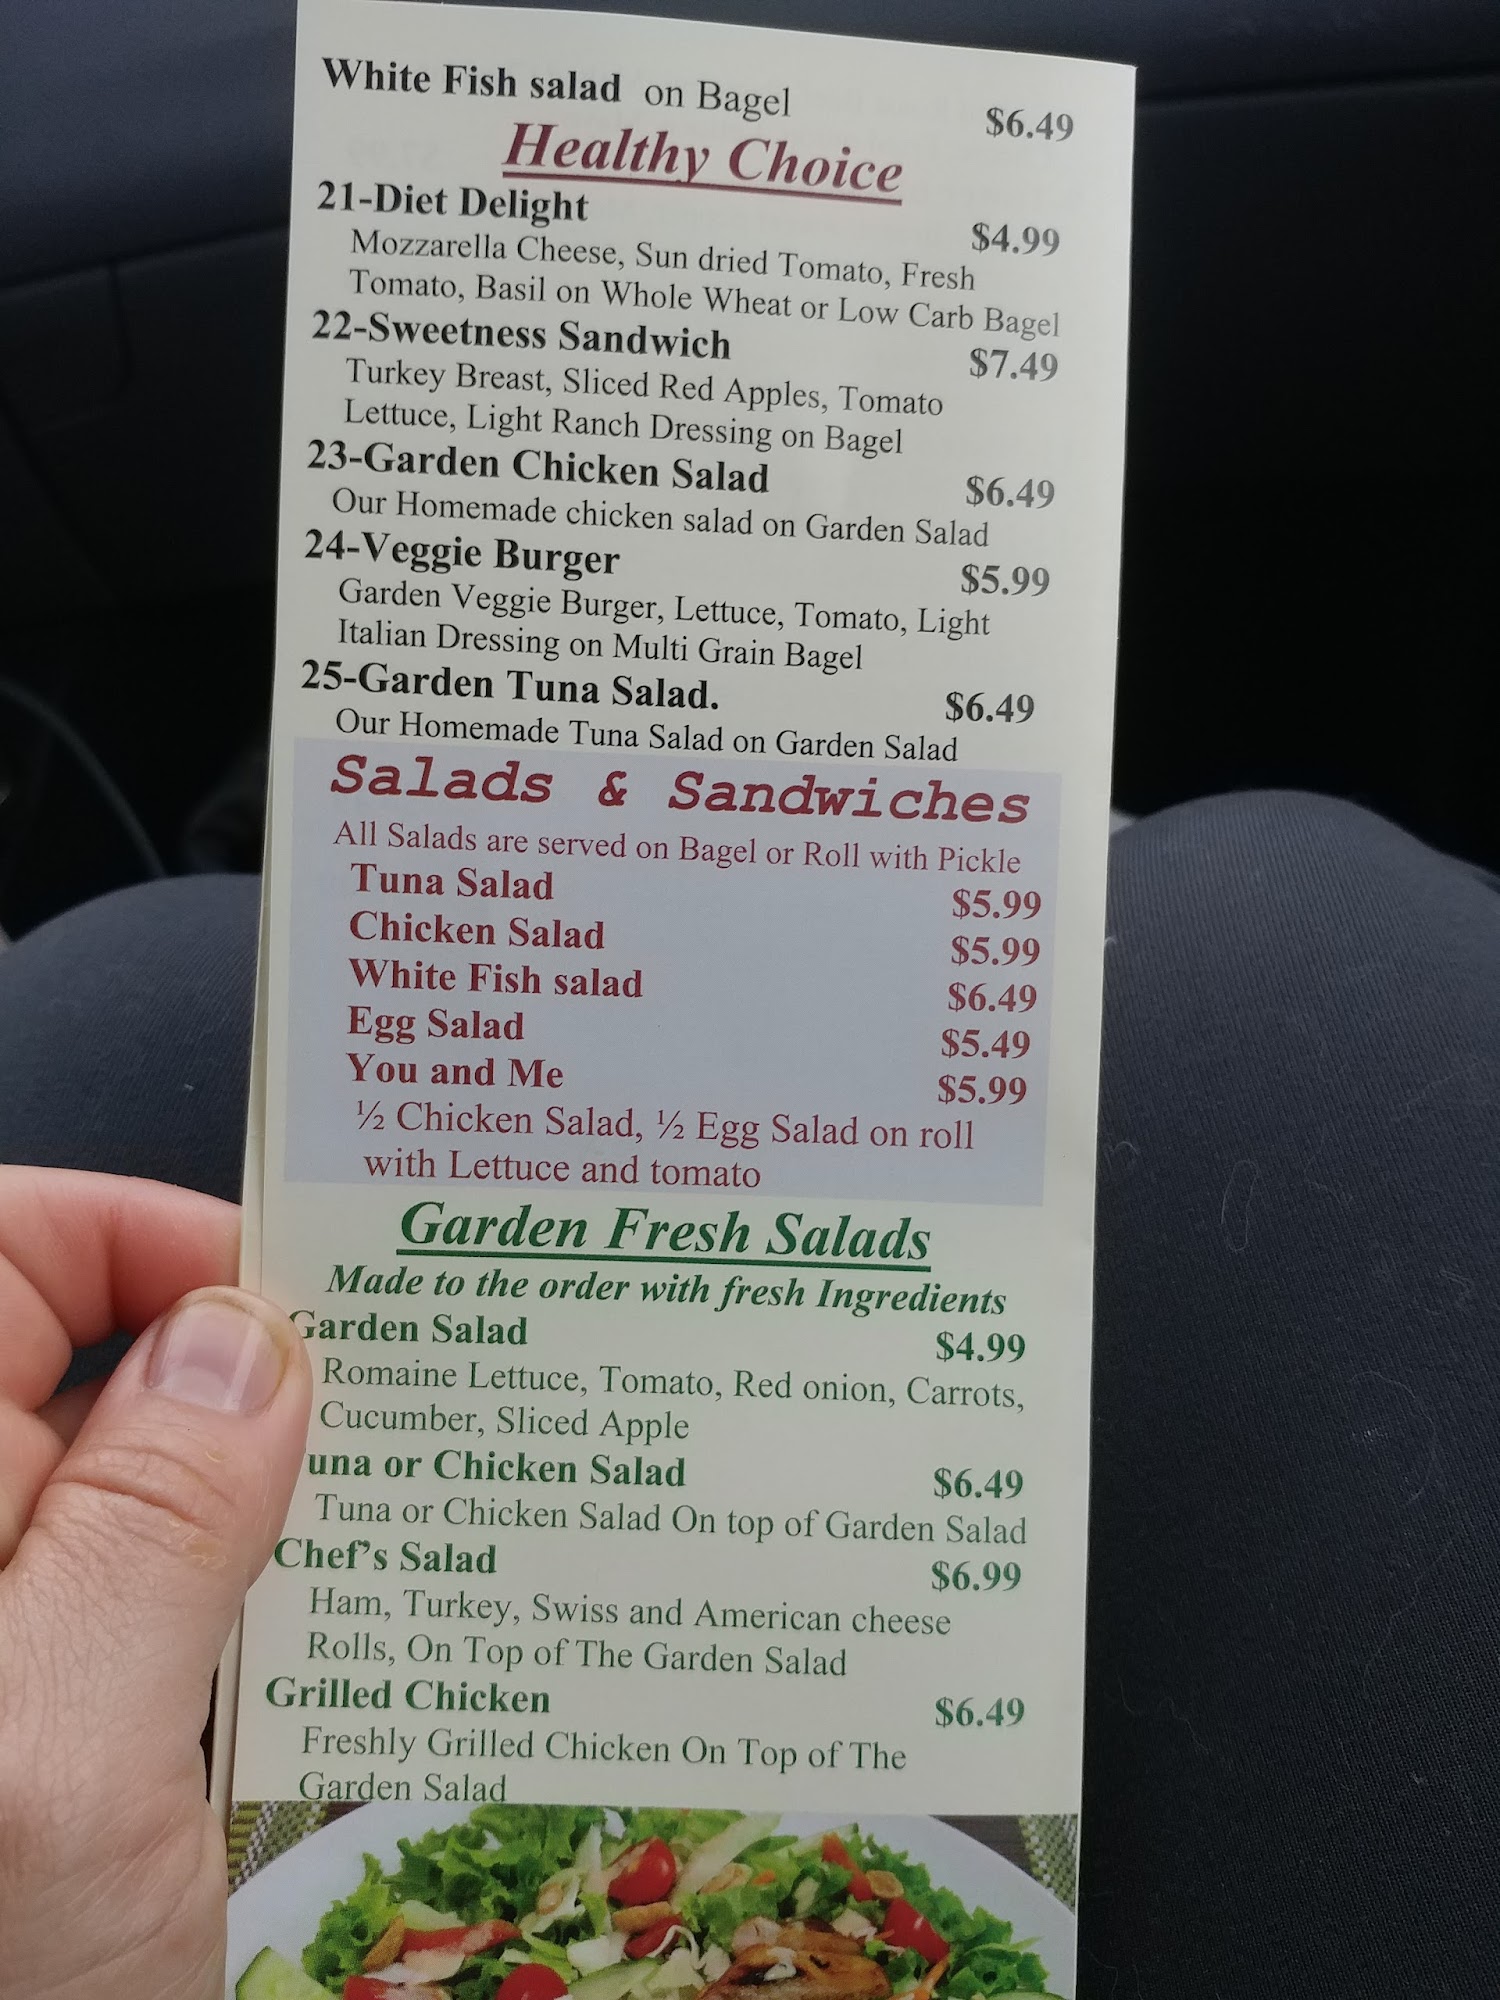 White Fish salad on Bagel $6.49
Healthy Choice
21-Diet Delight $4.99
Mozzarella Cheese, Sun dried Tomato, Fresh
Tomato, Basil on Whole Wheat or Low Carb Bagel
22-Sweetness Sandwich $7.49
Turkey Breast, Sliced Red Apples, Tomato
Lettuce, Light Ranch Dressing on Bagel
23-Garden Chicken Salad $6.49
Our Homemade chicken salad on Garden Salad
24-Veggie Burger $5.99
Garden Veggie Burger, Lettuce, Tomato, Light
Italian Dressing on Multi Grain Bagel
25-Garden Tuna Salad. $6.49
Our Homemade Tuna Salad on Garden Salad
Salads & Sandwiches
All Salads are served on Bagel or Roll with Pickle
Tuna Salad $5.99
Chicken Salad $5.99
White Fish salad $6.49
Egg Salad $5.49
You and Me $5.99
½ Chicken Salad, ½ Egg Salad on roll
with Lettuce and tomato
Garden Fresh Salads
Made to the order with fresh Ingredients
Garden Salad $4.99
Romaine Lettuce, Tomato, Red onion, Carrots,
Cucumber, Sliced Apple
una or Chicken Salad $6.49
Tuna or Chicken Salad On top of Garden Salad
Chef's Salad $6.99
Ham, Turkey, Swiss and American cheese
Rolls, On Top of The Garden Salad
Grilled Chicken $6.49
Freshly Grilled Chicken On Top of The
Garden Salad